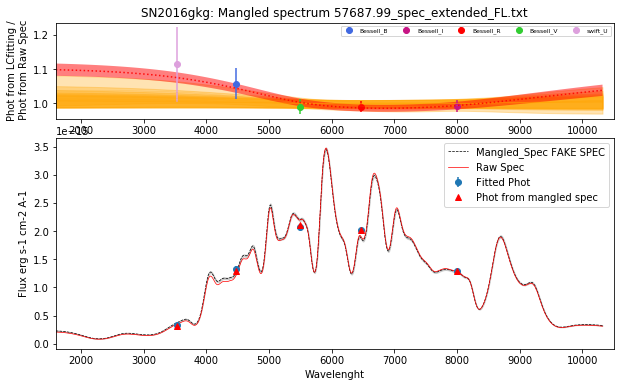 SN2016gkg: Mangled spectrum 57687.99_spec_extended_FL.txt
Phot from LCfitting /
Phot from Raw Spec
1.2
1.1
1.0
Bessell_B
Bessell_I
Bessell_R
Bessell_V
swift_U
2000 3000 4000 5000 6000 7000 8000 9000 10000
Flux erg s-1 cm-2 A-1
3.5
3.0
2.5
2.0
1.5
1.0
0.5
0.0
Mangled_Spec FAKE SPEC
Raw Spec
Fitted Phot
Phot from mangled spec
2000 3000 4000 5000 6000 7000 8000 9000 10000
Wavelenght